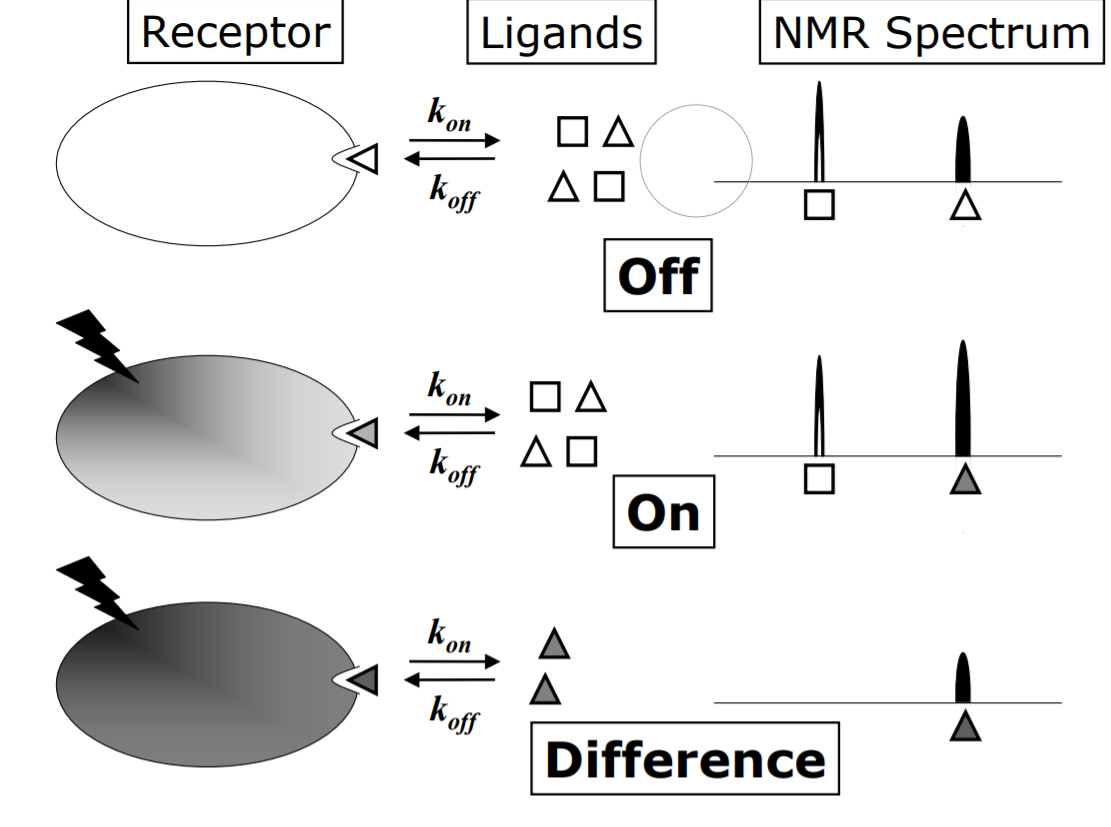 Receptor
Ligands
NMR Spectrum
kon
koff
Off
kon
koff
On
kon
koff
Difference